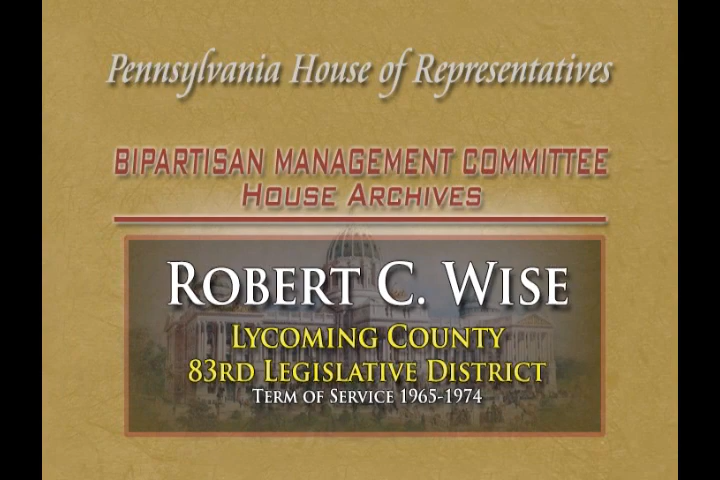 Pennsylvania House of Representatives
BIPARTISAN MANAGEMENT COMMITTEE
HOUSE ARCHIVES
ROBERT C. WISE
LYCOMING COUNTY
83RD LEGISLATIVE DISTRICT
TERM OF SERVICE 1965-1974